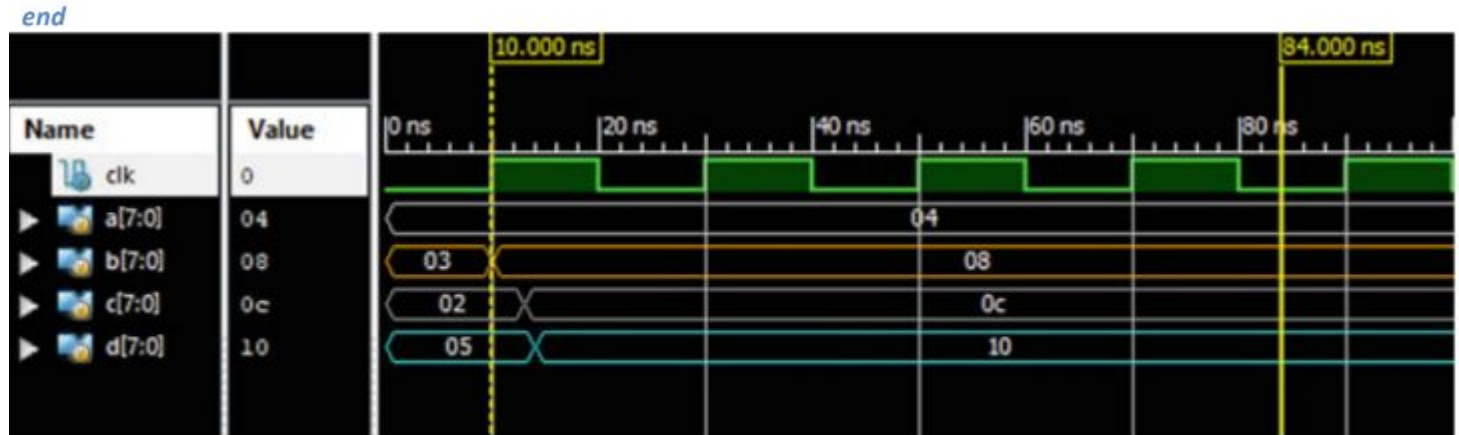 end
10.000 ns 84.000 ns
Name Value 0 ns 20 ns 40 ns 60 ns 80 ns
clk 0
a[7:0] 04 04
b[7:0] 08 03 08
c[7:0] 0c 02 0c
d[7:0] 10 05 10